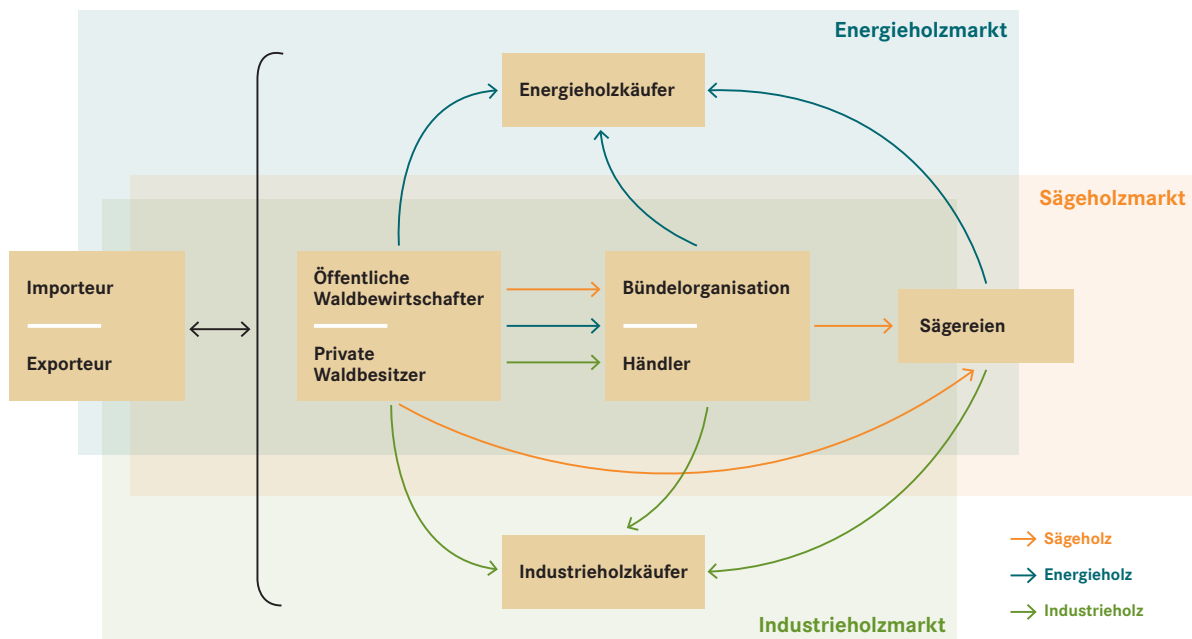 Energieholzmarkt
Energieholzkäufer
Sägeholzmarkt
Importeur
Exporteur
Öffentliche
Waldbewirtschafter
Private
Waldbesitzer
Bündelorganisation
Händler
Sägereien
Industrieholzkäufer
Sägeholz
Energieholz
Industrieholz
Industrieholzmarkt